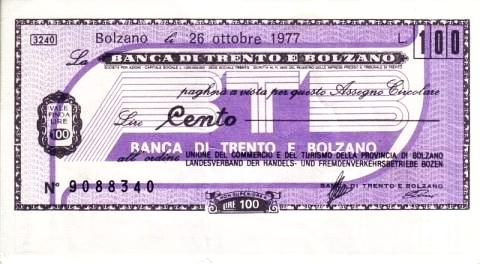 3240
Bolzano li 26 ottobre 1977 L. 100
La BANCA DI TRENTO E BOLZANO
BTB
pagherà a vista per questo Assegno Circolare
VALE FINO A LIRE 100
Lire Cento
BANCA DI TRENTO E BOLZANO
all'ordine UNIONE DEL COMMERCIO E DEL TURISMO DELLA PROVINCIA DI BOLZANO
LANDESVERBAND DER HANDELS- UND FREMDENVERKEHRSBETRIEBE BOZEN
N° 9088340
BANCA DI TRENTO E BOLZANO
LIRE 100